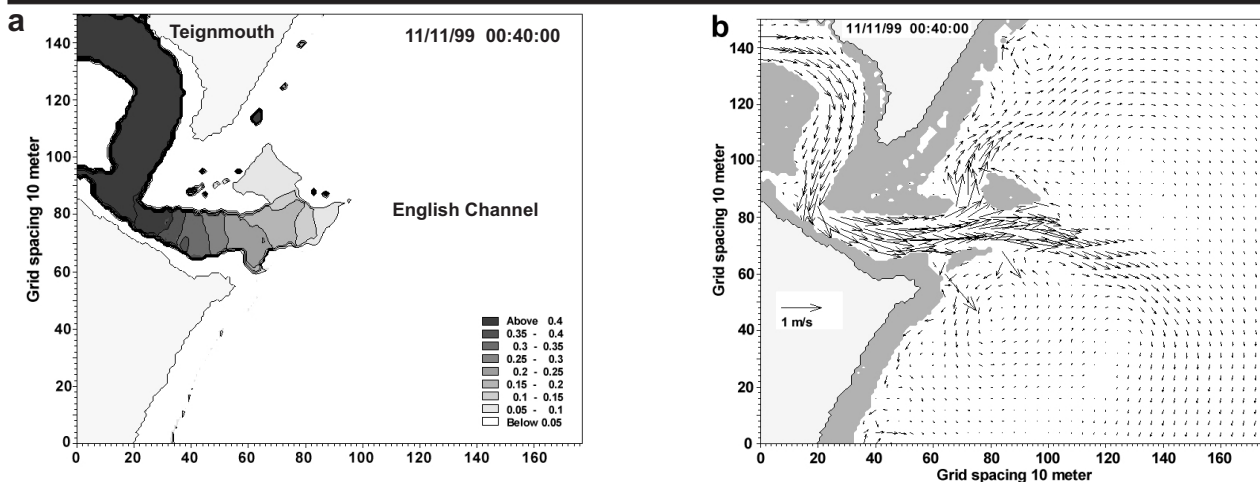 a
Teignmouth
11/11/99 00:40:00
English Channel
Above 0.4
0.35 - 0.4
0.3 - 0.35
0.25 - 0.3
0.2 - 0.25
0.15 - 0.2
0.1 - 0.15
0.05 - 0.1
Below 0.05
Grid spacing 10 meter
140
120
100
80
60
40
20
0
0 20 40 60 80 100 120 140 160
b
11/11/99 00:40:00
1 m/s
Grid spacing 10 meter
140
120
100
80
60
40
20
0
0 20 40 60 80 100 120 140 160
Grid spacing 10 meter